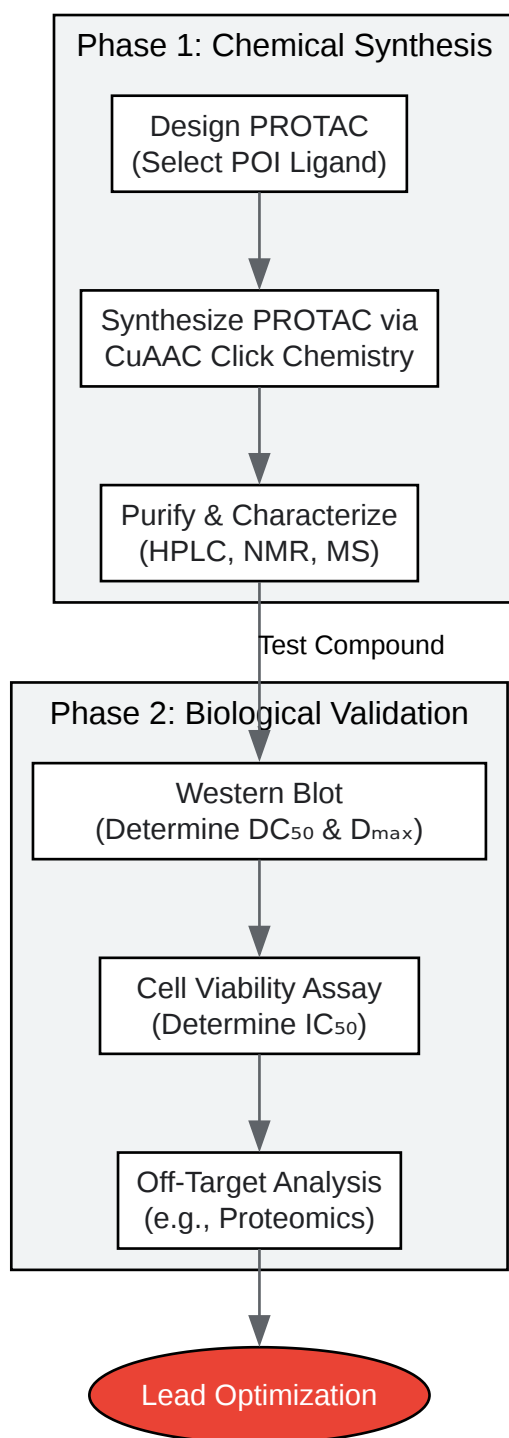 Phase 1: Chemical Synthesis
Design PROTAC
(Select POI Ligand)
Synthesize PROTAC via
CuAAC Click Chemistry
Purify & Characterize
(HPLC, NMR, MS)
Test Compound
Phase 2: Biological Validation
Western Blot
(Determine DC₅₀ & Dₘₐₓ)
Cell Viability Assay
(Determine IC₅₀)
Off-Target Analysis
(e.g., Proteomics)
Lead Optimization